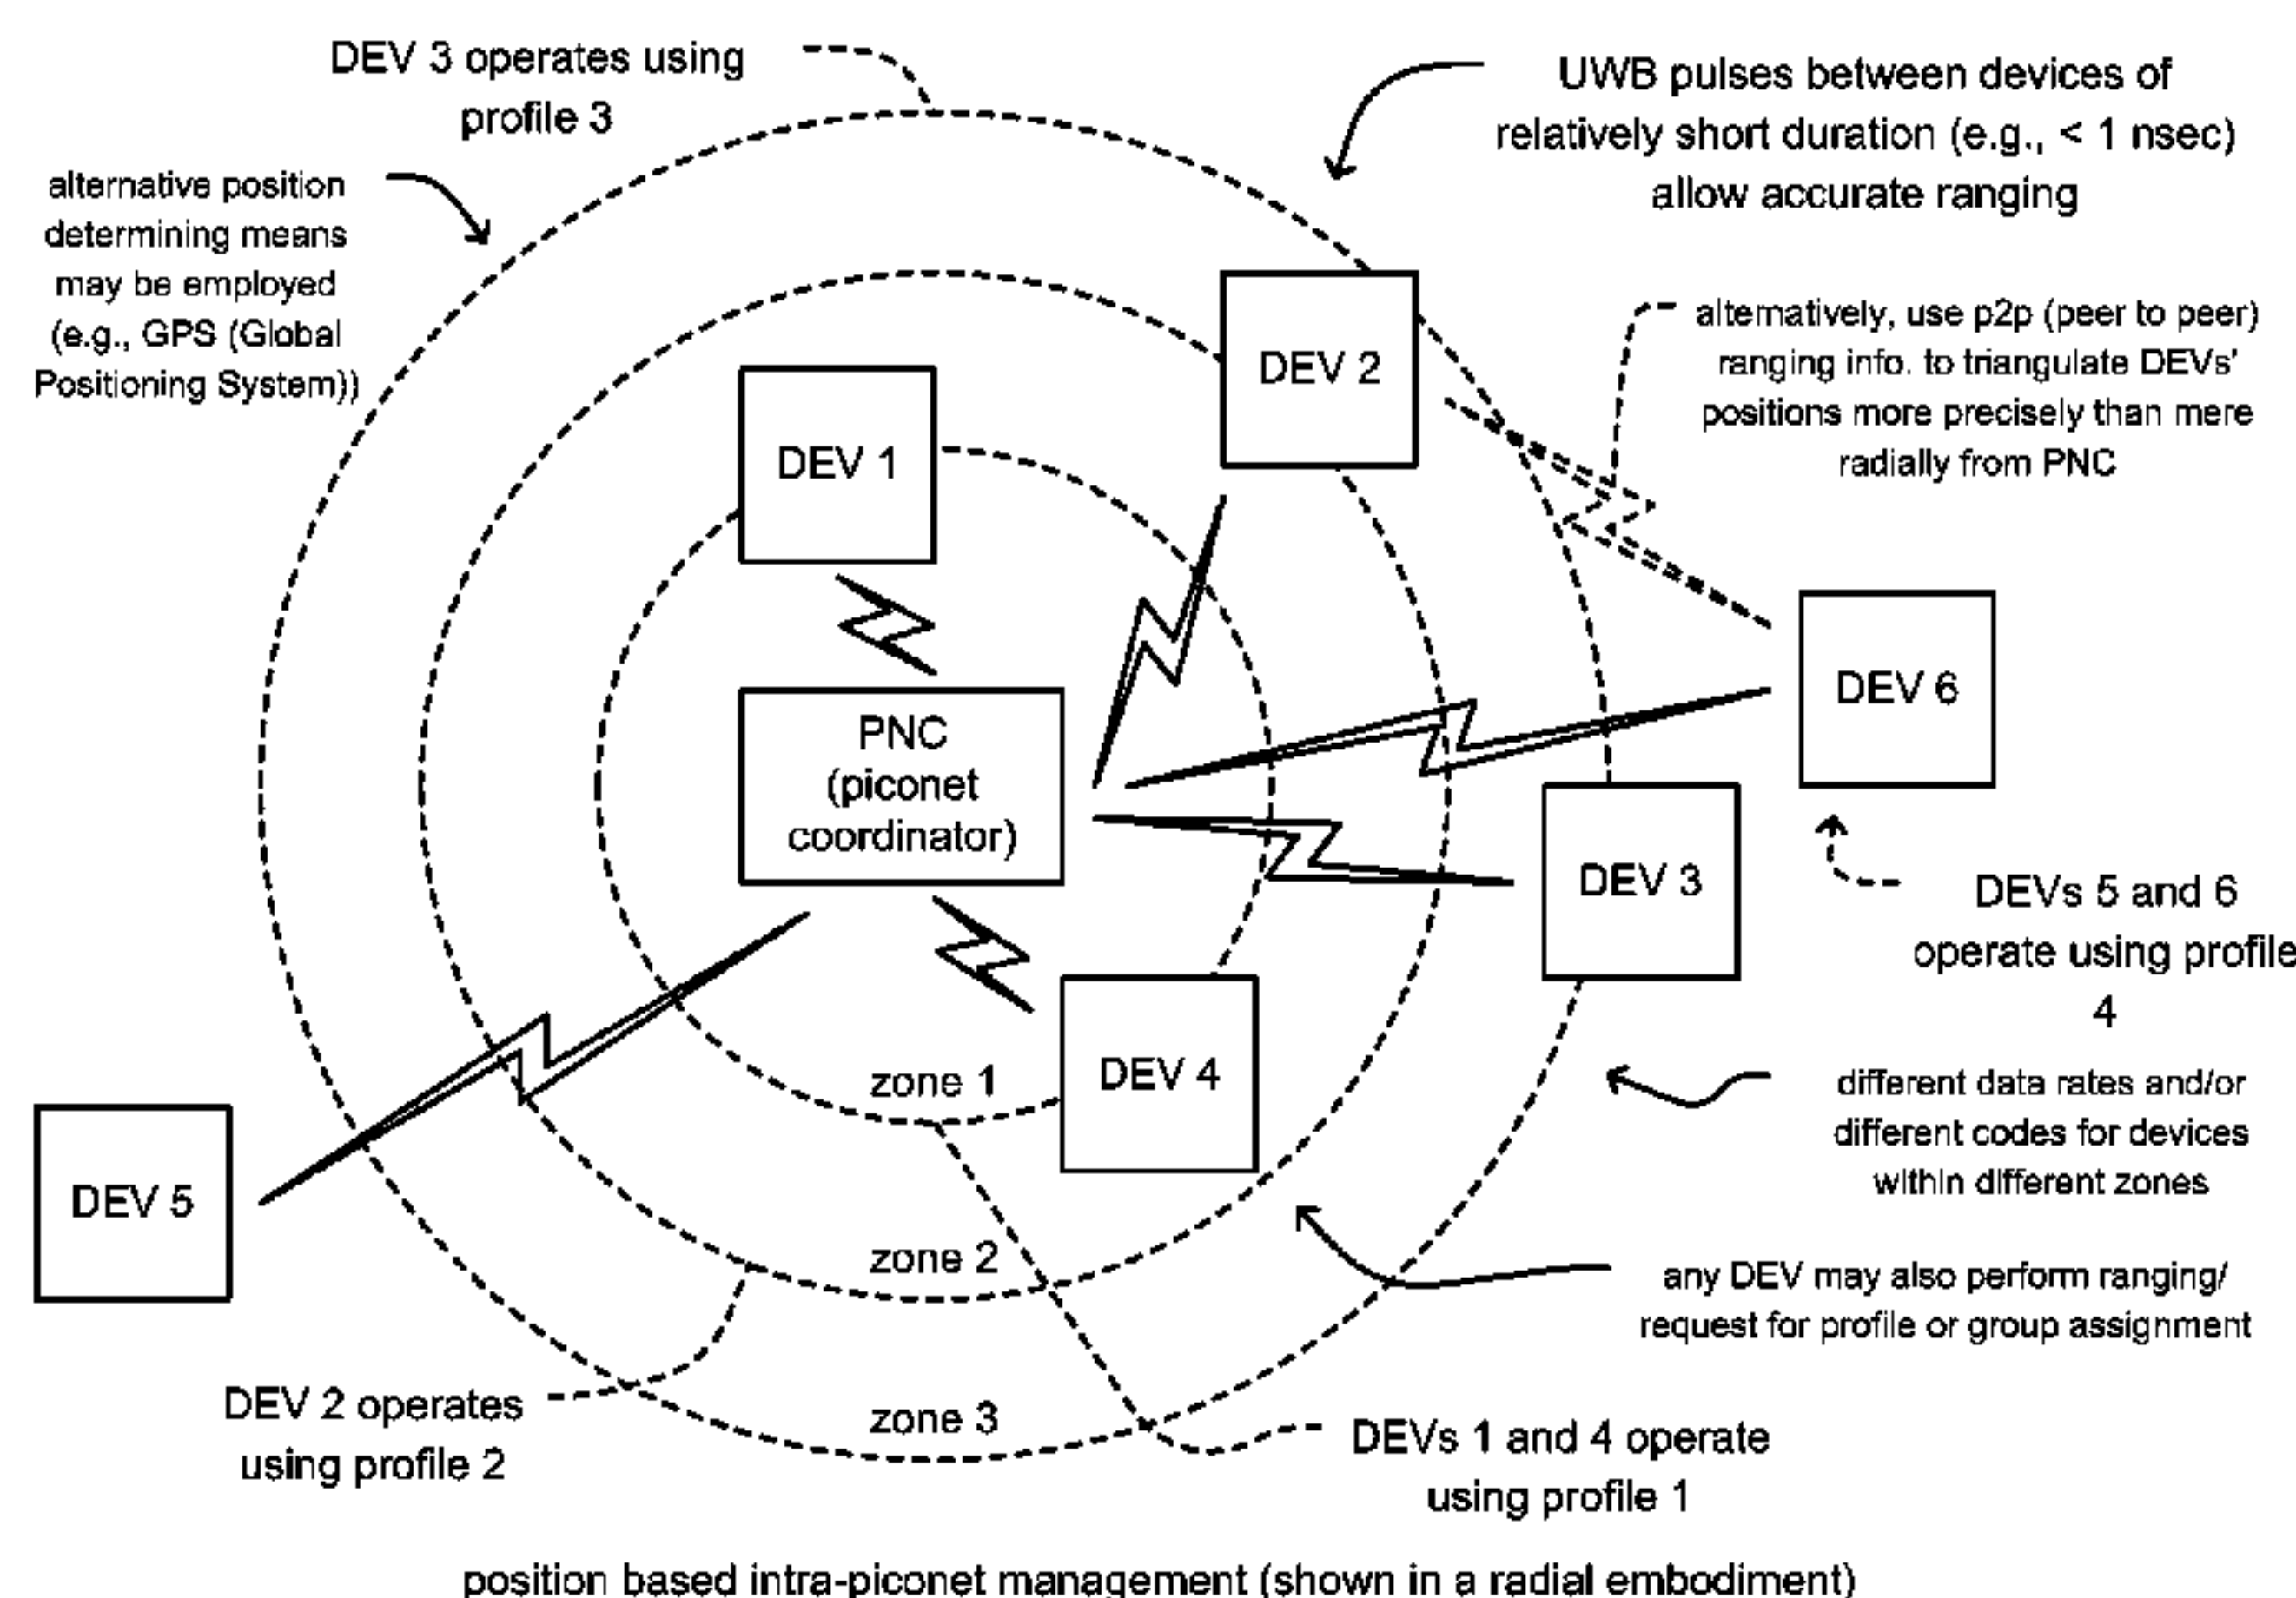 DEV 3 operates using
profile 3
UWB pulses between devices of
relatively short duration (e.g., < 1 nsec)
allow accurate ranging
alternative position
determining means
may be employed
(e.g., GPS (Global
Positioning System))
alternatively, use p2p (peer to peer)
ranging info. to triangulate DEVs'
positions more precisely than mere
radially from PNC
DEV 2
DEV 1
DEV 6
PNC
(piconet
coordinator)
DEV 3
DEVs 5 and 6
operate using profile
4
DEV 4
zone 1
different data rates and/or
different codes for devices
within different zones
DEV 5
zone 2
any DEV may also perform ranging/
request for profile or group assignment
DEV 2 operates
using profile 2
zone 3
DEVs 1 and 4 operate
using profile 1
position based intra-piconet management (shown in a radial embodiment)